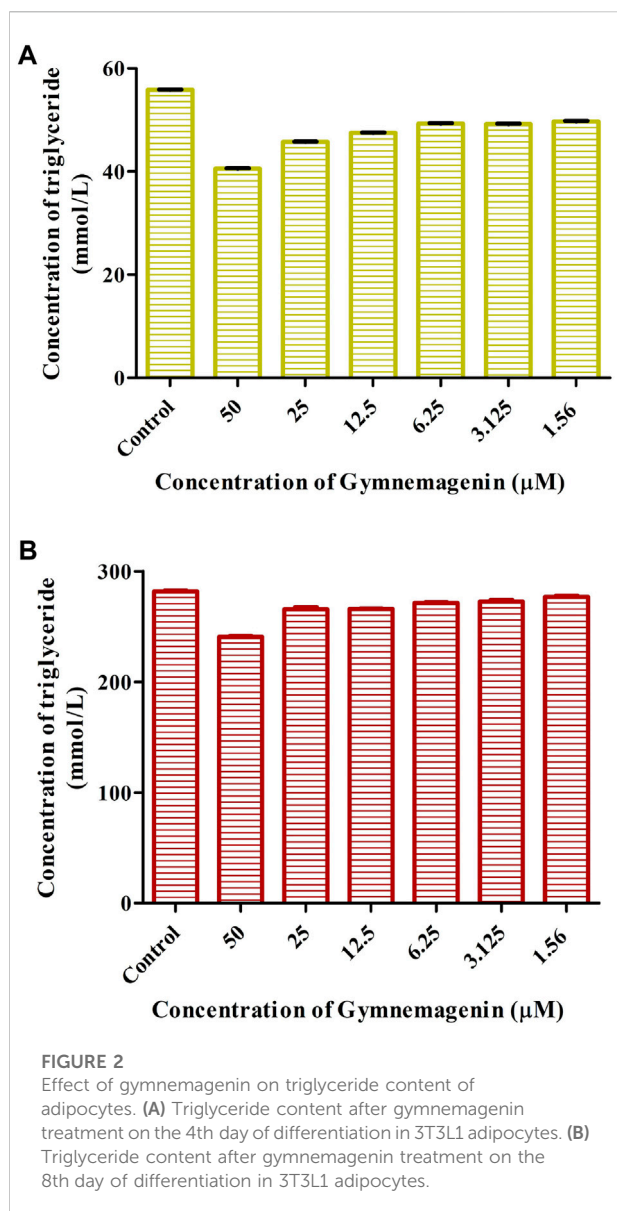 A
Concentration of triglyceride
(mmol/L)
60
40
20
0
Control
50
25
12.5
6.25
3.125
1.56
Concentration of Gymnemagenin (µM)
B
Concentration of triglyceride
(mmol/L)
300
200
100
0
Control
50
25
12.5
6.25
3.125
1.56
Concentration of Gymnemagenin (µM)
FIGURE 2
Effect of gymnemagenin on triglyceride content of
adipocytes. (A) Triglyceride content after gymnemagenin
treatment on the 4th day of differentiation in 3T3L1 adipocytes. (B)
Triglyceride content after gymnemagenin treatment on the
8th day of differentiation in 3T3L1 adipocytes.